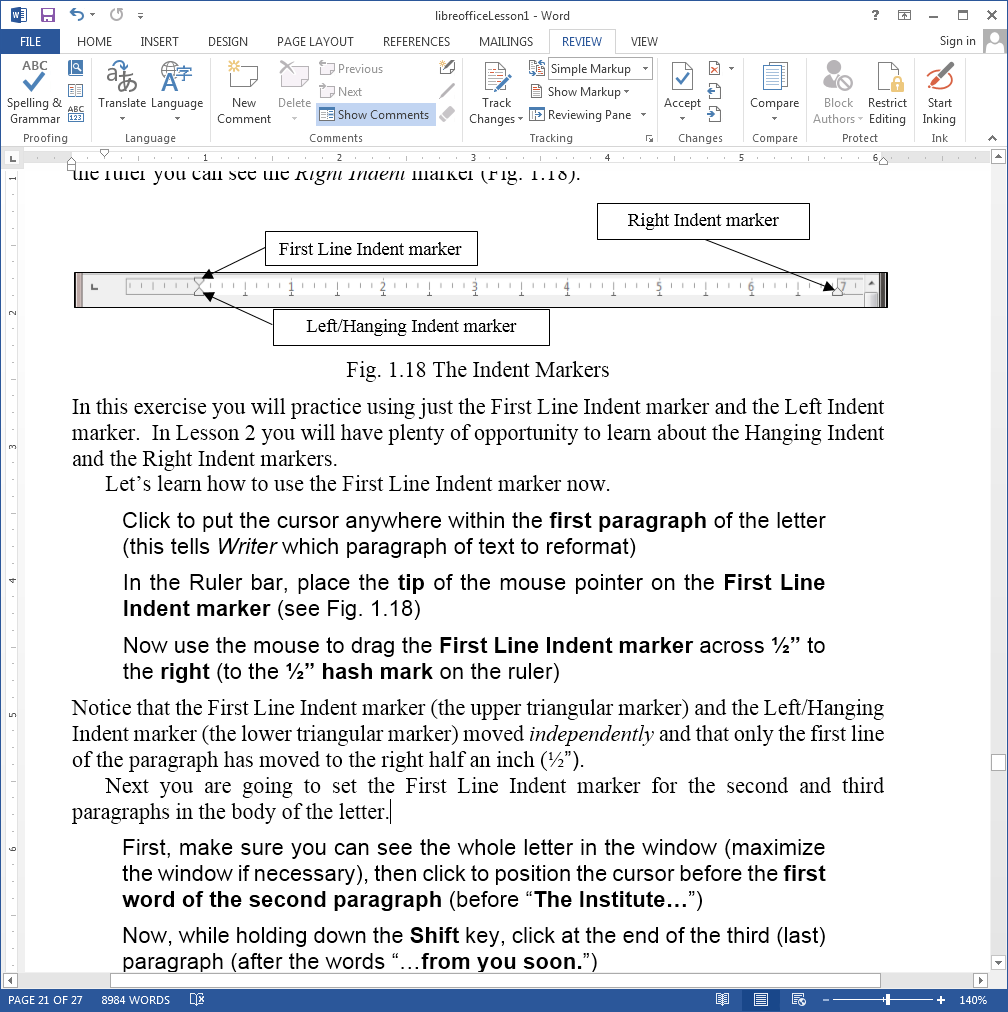 libreofficeLesson1 - Word
FILE HOME INSERT DESIGN PAGE LAYOUT REFERENCES MAILINGS REVIEW VIEW Sign in
ABC
Spelling & Grammar
ABC
123
Proofing
Translate Language
Language
New Comment
Delete
Previous
Next
Show Comments
Comments
Track Changes
Simple Markup
Show Markup
Reviewing Pane
Tracking
Accept
Changes
Compare
Compare
Block Authors
Restrict Editing
Protect
Start Inking
Ink
1 2 3 4 5 6
the ruler you can see the Right Indent marker (Fig. 1.18).
Right Indent marker
First Line Indent marker
1 2 3 4 5 6 7
Left/Hanging Indent marker
Fig. 1.18 The Indent Markers
In this exercise you will practice using just the First Line Indent marker and the Left Indent
marker. In Lesson 2 you will have plenty of opportunity to learn about the Hanging Indent
and the Right Indent markers.
Let’s learn how to use the First Line Indent marker now.
Click to put the cursor anywhere within the first paragraph of the letter
(this tells Writer which paragraph of text to reformat)
In the Ruler bar, place the tip of the mouse pointer on the First Line
Indent marker (see Fig. 1.18)
Now use the mouse to drag the First Line Indent marker across ½” to
the right (to the ½” hash mark on the ruler)
Notice that the First Line Indent marker (the upper triangular marker) and the Left/Hanging
Indent marker (the lower triangular marker) moved independently and that only the first line
of the paragraph has moved to the right half an inch (½”).
Next you are going to set the First Line Indent marker for the second and third
paragraphs in the body of the letter.
First, make sure you can see the whole letter in the window (maximize
the window if necessary), then click to position the cursor before the first
word of the second paragraph (before “The Institute…”)
Now, while holding down the Shift key, click at the end of the third (last)
paragraph (after the words “…from you soon.”)
1
2
3
4
5
6
PAGE 21 OF 27 8984 WORDS 140%